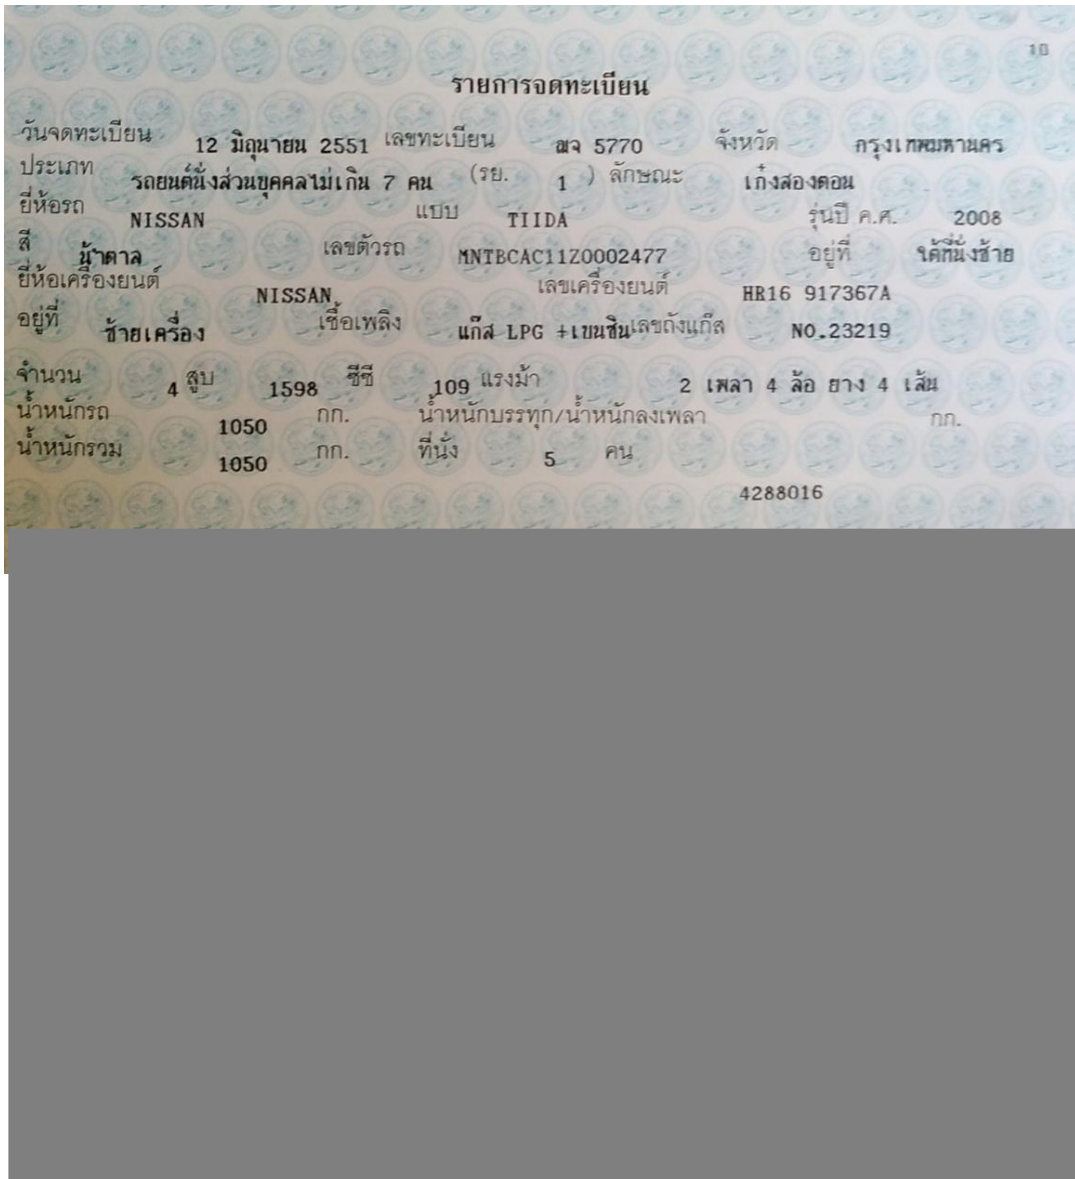 10
รายการจดทะเบียน
วันจดทะเบียน 12 มิถุนายน 2551 เลขทะเบียน ฌจ 5770 จังหวัด กรุงเทพมหานคร
ประเภท รถยนต์นั่งส่วนบุคคลไม่เกิน 7 คน (รย. 1 ) ลักษณะ เก๋งสองตอน
ยี่ห้อรถ NISSAN แบบ TIIDA รุ่นปี ค.ศ. 2008
สี น้ำตาล เลขตัวรถ MNTBCAC11Z0002477 อยู่ที่ ใต้ที่นั่งซ้าย
ยี่ห้อเครื่องยนต์ NISSAN เลขเครื่องยนต์ HR16 917367A
อยู่ที่ ซ้ายเครื่อง เชื้อเพลิง แก๊ส LPG +เบนซิน เลขถังแก๊ส NO.23219
จำนวน 4 สูบ 1598 ซีซี 109 แรงม้า 2 เพลา 4 ล้อ ยาง 4 เส้น
น้ำหนักรถ 1050 กก. น้ำหนักบรรทุก/น้ำหนักลงเพลา กก.
น้ำหนักรวม 1050 กก. ที่นั่ง 5 คน
4288016